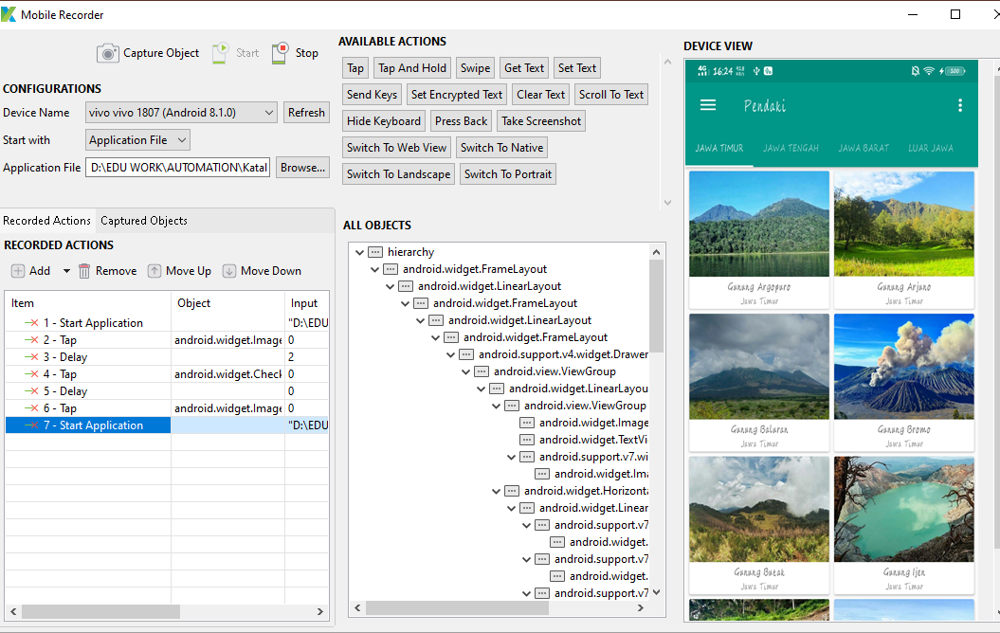 Mobile Recorder
Capture Object
Start
Stop
CONFIGURATIONS
Device Name
vivo vivo 1807 (Android 8.1.0)
Refresh
Start with
Application File
Application File
D:\EDU WORK\AUTOMATION\Katal
Browse...
AVAILABLE ACTIONS
Tap
Tap And Hold
Swipe
Get Text
Set Text
Send Keys
Set Encrypted Text
Clear Text
Scroll To Text
Hide Keyboard
Press Back
Take Screenshot
Switch To Web View
Switch To Native
Switch To Landscape
Switch To Portrait
Recorded Actions
Captured Objects
RECORDED ACTIONS
Add
Remove
Move Up
Move Down
Item Object Input
1 - Start Application "D:\EDU
2 - Tap android.widget.Image 0
3 - Delay 2
4 - Tap android.widget.Check 0
5 - Delay 0
6 - Tap android.widget.Image 0
7 - Start Application "D:\EDU
ALL OBJECTS
hierarchy
android.widget.FrameLayout
android.widget.LinearLayout
android.widget.FrameLayout
android.widget.LinearLayout
android.widget.FrameLayout
android.support.v4.widget.Drawer
android.view.ViewGroup
android.widget.LinearLayou
android.view.ViewGroup
android.widget.Image
android.widget.TextVi
android.support.v7.wi
android.widget.Ima
android.widget.Horizonta
android.widget.Linear
android.support.v7
android.widget.
android.support.v7
android.widget.
android.support.v7
DEVICE VIEW
4G 16:24
100
Pendaki
JAWA TIMUR
JAWA TENGAH
JAWA BARAT
LUAR JAWA
Gunung Argopuro
Jawa Timur
Gunung Arjuno
Jawa Timur
Gunung Baluran
Jawa Timur
Gunung Bromo
Jawa Timur
Gunung Butak
Jawa Timur
Gunung Ijen
Jawa Timur